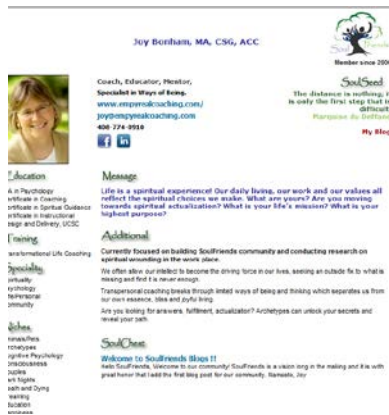 Joy Bonham, MA, CSG, ACC
Soul Friends
Member since 200
Coach, Educator, Mentor,
Specialist in Ways of Being.
www.empyrealcoaching.com/
joy@empyrealcoaching.com
408-274-0910
SoulSeed
The distance is nothing; i
is only the first step that i
difficult
Marquise du Deffand
My Blog
Education
A in Psychology
ertificate in Coaching
ertificate in Spiritual Guidance
ertificate in Instructional
esign and Delivery, UCSC
Training
ransformational Life Coaching
Speciality
pirituality
sychology
ife/Personal
ommunity
Niches
nimals/Pets
rchetypes
ognitive Psychology
onsciousness
ouples
ark Nights
eath and Dying
reaming
ducation
Message
Life is a spiritual experience! Our daily living, our work and our values all
reflect the spiritual choices we make. What are yours? Are you moving
towards spiritual actualization? What is your life's mission? What is your
highest purpose?
Additional
Currently focused on building SoulFriends community and conducting research on
spiritual wounding in the work place.
We often allow our intellect to become the driving force in our lives, seeking an outside fix to what is
missing and find it is never enough.
Transpersonal coaching breaks through limited ways of being and thinking which separates us from
our own essence, bliss and joyful living.
Are you looking for answers, fulfillment, actualization? Archetypes can unlock your secrets and
reveal your path.
SoulChest
Welcome to SoulFriends Blogs !!!
Hello SoulFriends, Welcome to our community! SoulFriends is a vision long in the making and it is with
great honor that I add the first blog post for our community. Namaste, Joy